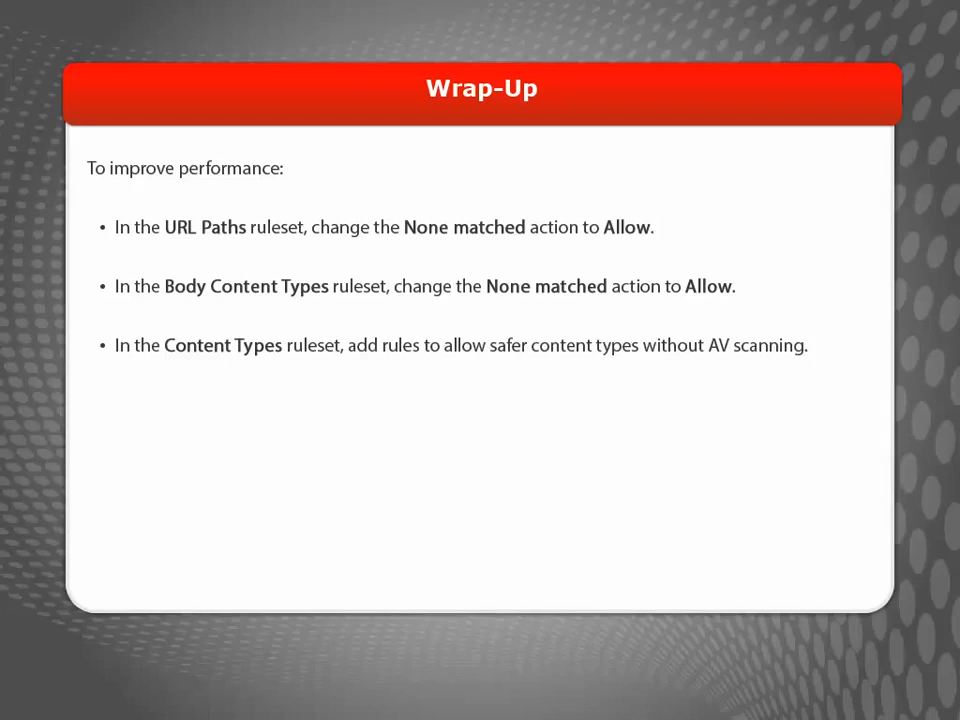 Wrap-Up
To improve performance:
• In the URL Paths ruleset, change the None matched action to Allow.
• In the Body Content Types ruleset, change the None matched action to Allow.
• In the Content Types ruleset, add rules to allow safer content types without AV scanning.